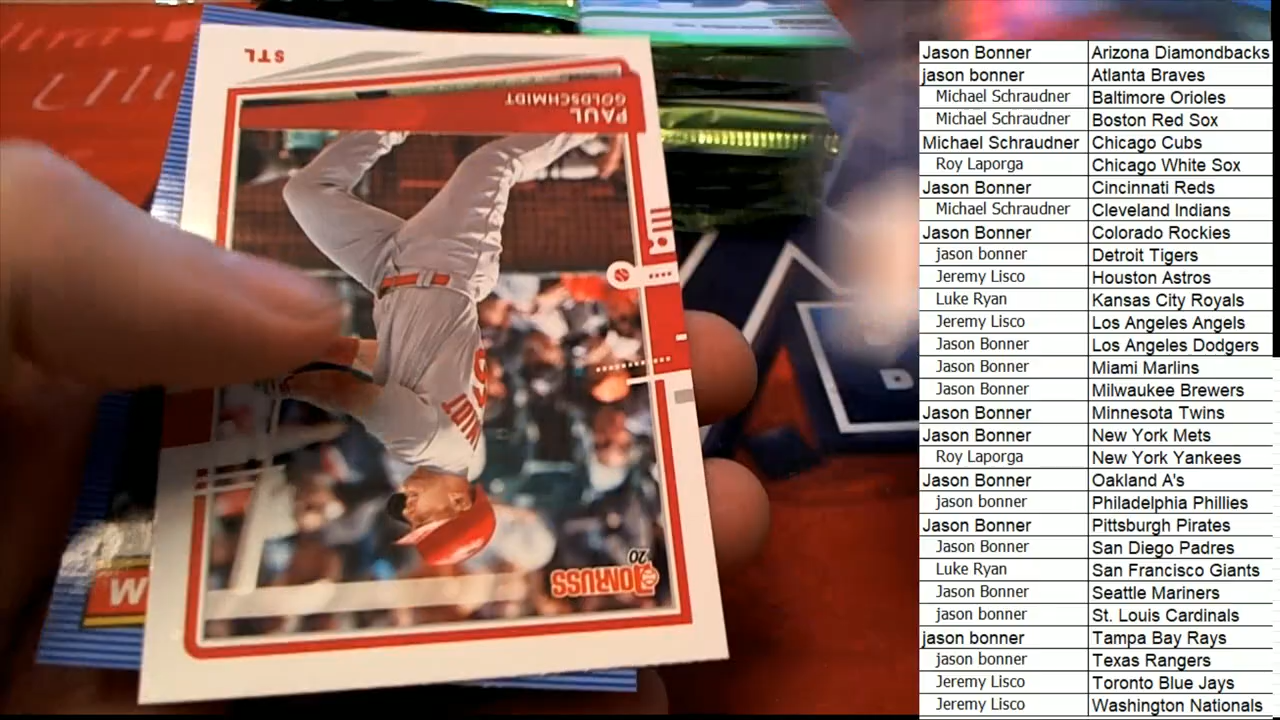 STL
PAUL
GOLDSCHMIDT
DONRUSS
'20
W
Jason Bonner Arizona Diamondbacks
jason bonner Atlanta Braves
Michael Schraudner Baltimore Orioles
Michael Schraudner Boston Red Sox
Michael Schraudner Chicago Cubs
Roy Laporga Chicago White Sox
Jason Bonner Cincinnati Reds
Michael Schraudner Cleveland Indians
Jason Bonner Colorado Rockies
jason bonner Detroit Tigers
Jeremy Lisco Houston Astros
Luke Ryan Kansas City Royals
Jeremy Lisco Los Angeles Angels
Jason Bonner Los Angeles Dodgers
Jason Bonner Miami Marlins
Jason Bonner Milwaukee Brewers
Jason Bonner Minnesota Twins
Jason Bonner New York Mets
Roy Laporga New York Yankees
Jason Bonner Oakland A's
jason bonner Philadelphia Phillies
Jason Bonner Pittsburgh Pirates
Jason Bonner San Diego Padres
Luke Ryan San Francisco Giants
Jason Bonner Seattle Mariners
jason bonner St. Louis Cardinals
jason bonner Tampa Bay Rays
jason bonner Texas Rangers
Jeremy Lisco Toronto Blue Jays
Jeremy Lisco Washington Nationals